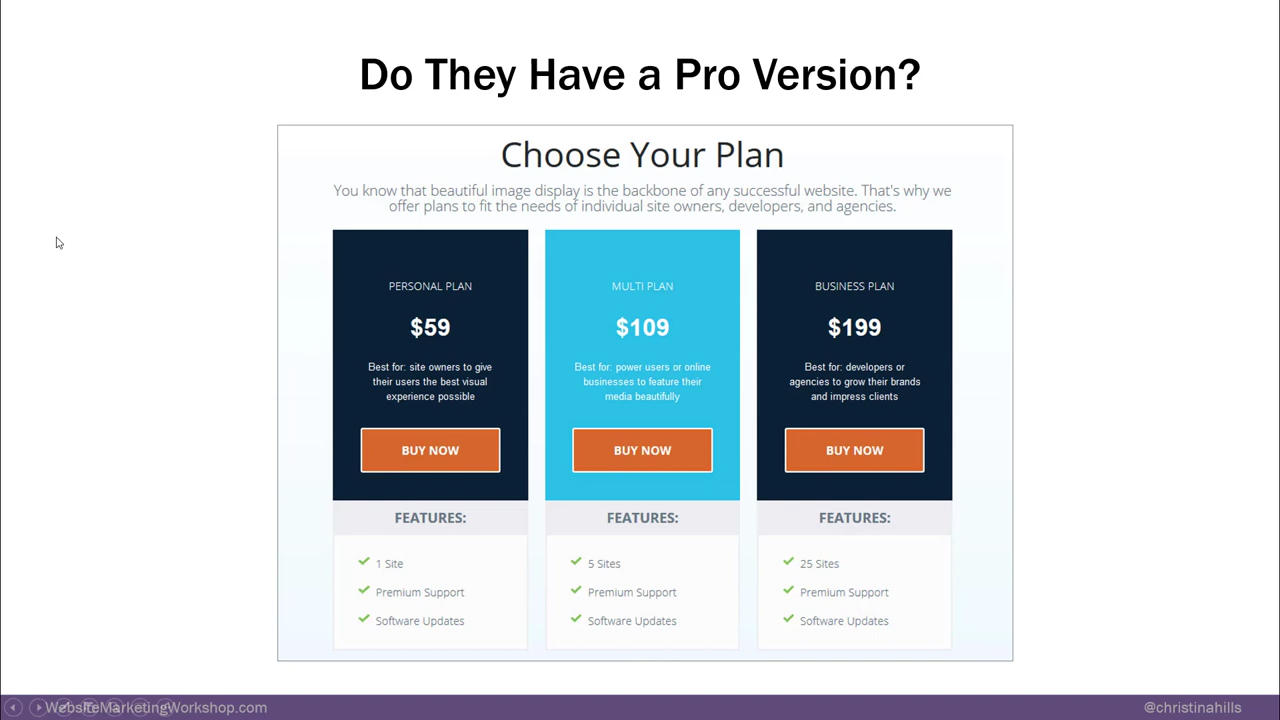 Do They Have a Pro Version?
Choose Your Plan
You know that beautiful image display is the backbone of any successful website. That's why we
offer plans to fit the needs of individual site owners, developers, and agencies.
PERSONAL PLAN
$59
Best for: site owners to give
their users the best visual
experience possible
BUY NOW
FEATURES:
1 Site
Premium Support
Software Updates
MULTI PLAN
$109
Best for: power users or online
businesses to feature their
media beautifully
BUY NOW
FEATURES:
5 Sites
Premium Support
Software Updates
BUSINESS PLAN
$199
Best for: developers or
agencies to grow their brands
and impress clients
BUY NOW
FEATURES:
25 Sites
Premium Support
Software Updates
WebsiteMarketingWorkshop.com
@christinahills